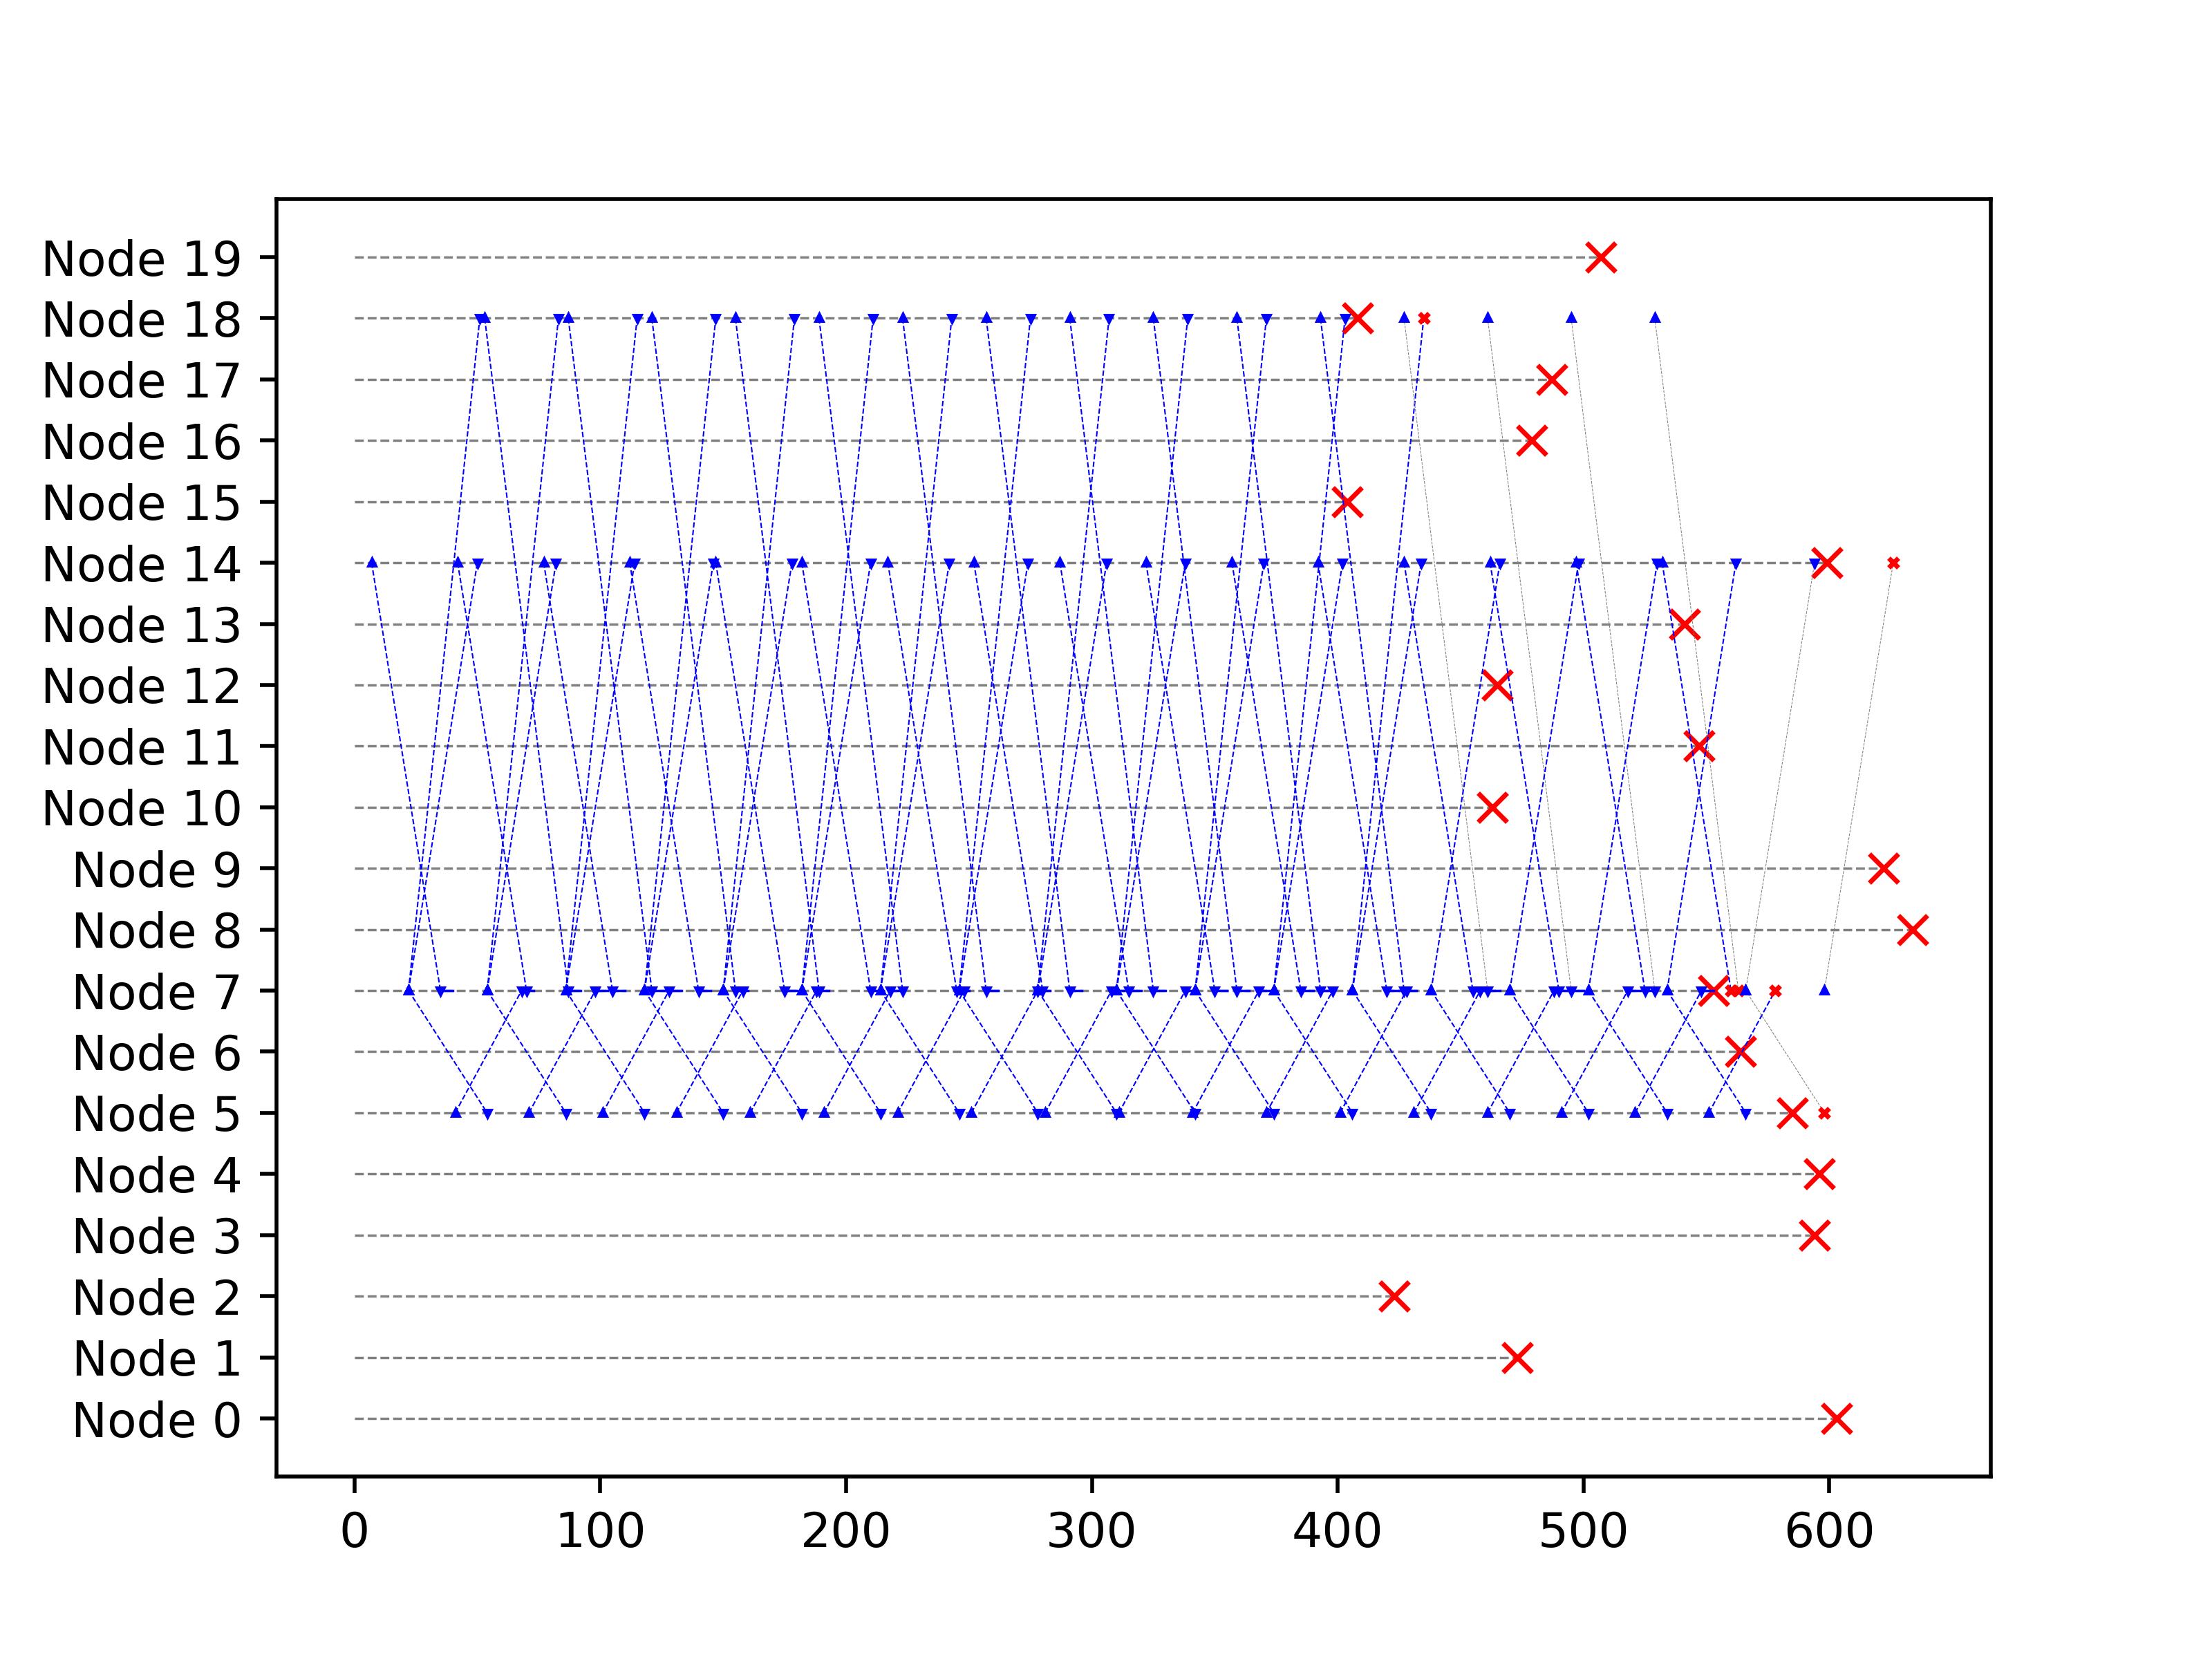 Node 19
Node 18
Node 17
Node 16
Node 15
Node 14
Node 13
Node 12
Node 11
Node 10
Node 9
Node 8
Node 7
Node 6
Node 5
Node 4
Node 3
Node 2
Node 1
Node 0
0 100 200 300 400 500 600